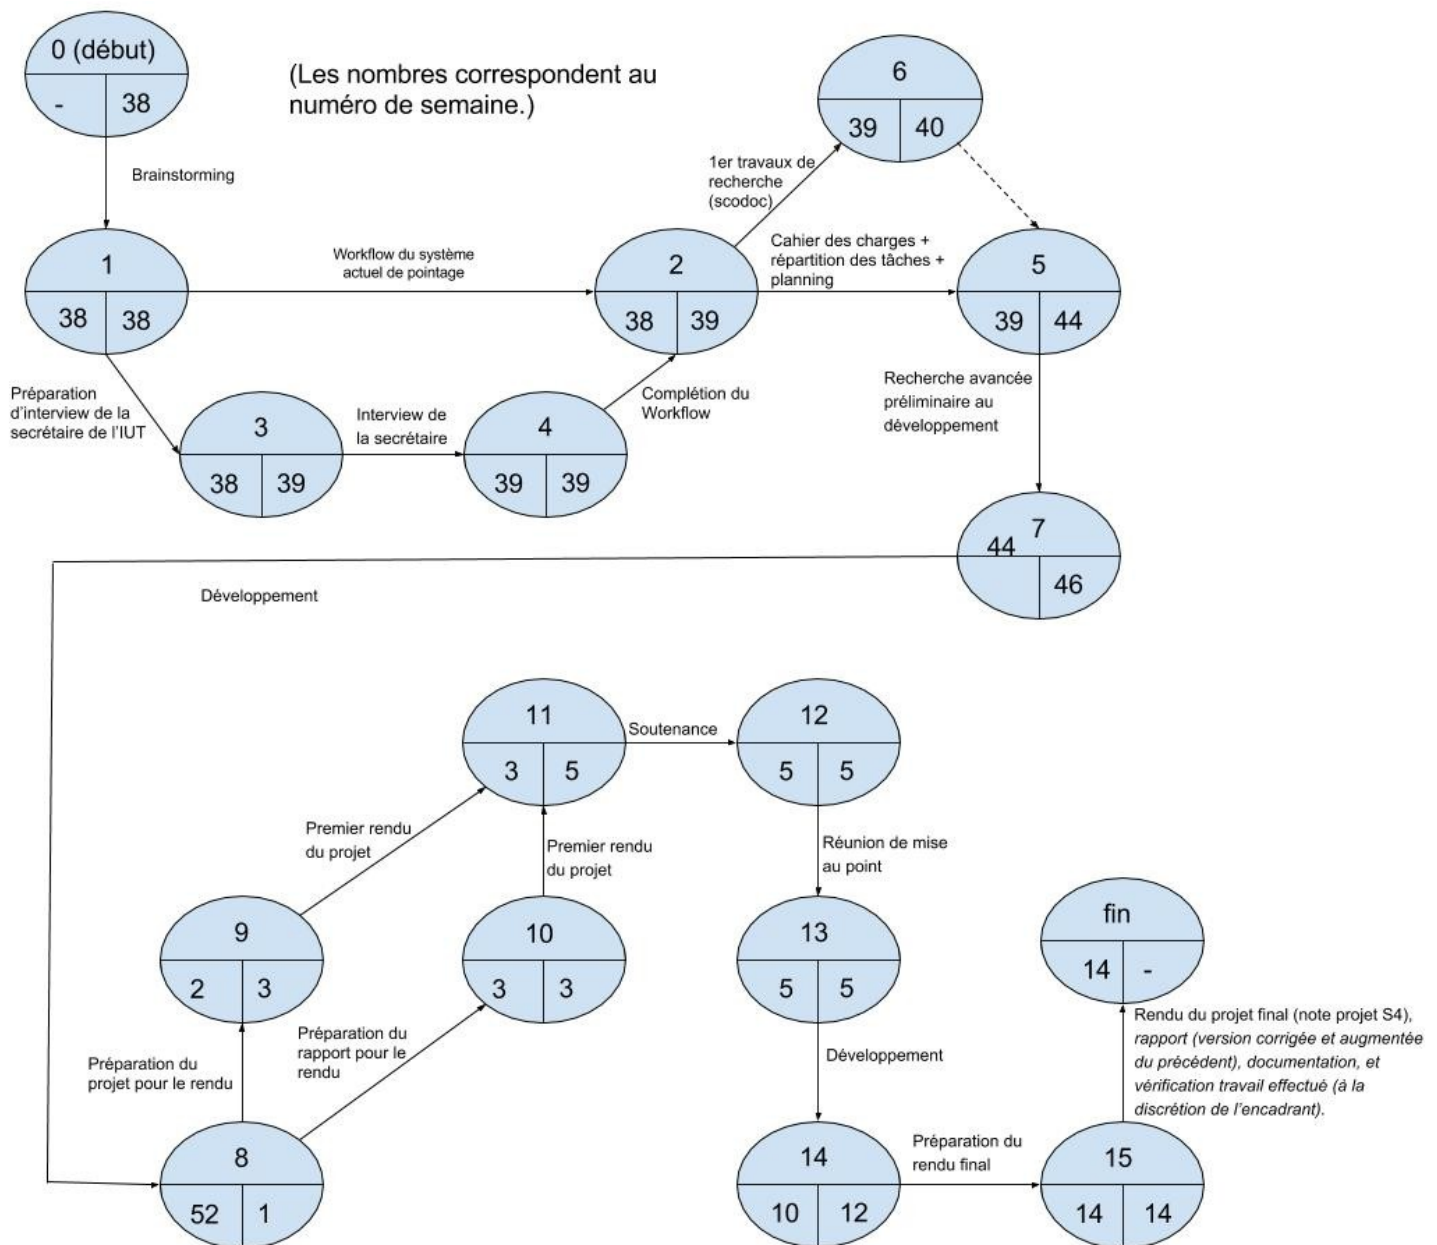 0 (début)
- 38
(Les nombres correspondent au
numéro de semaine.)
6
39 40
Brainstorming
1er travaux de
recherche
(scodoc)
1
38 38
Workflow du système
actuel de pointage
2
38 39
Cahier des charges +
répartition des tâches +
planning
5
39 44
Préparation
d'interview de la
secrétaire de l'IUT
3
38 39
Interview de
la secrétaire
4
39 39
Complétion du
Workflow
Recherche avancée
préliminaire au
développement
7
44
46
Développement
11
3 5
Soutenance
12
5 5
Premier rendu
du projet
Premier rendu
du projet
Réunion de mise
au point
9
2 3
10
3 3
13
5 5
fin
14 -
Préparation du
projet pour le rendu
Préparation du
rapport pour le
rendu
Développement
Rendu du projet final (note projet S4),
rapport (version corrigée et augmentée
du précédent), documentation, et
vérification travail effectué (à la
discrétion de l'encadrant).
8
52 1
14
10 12
Préparation du
rendu final
15
14 14